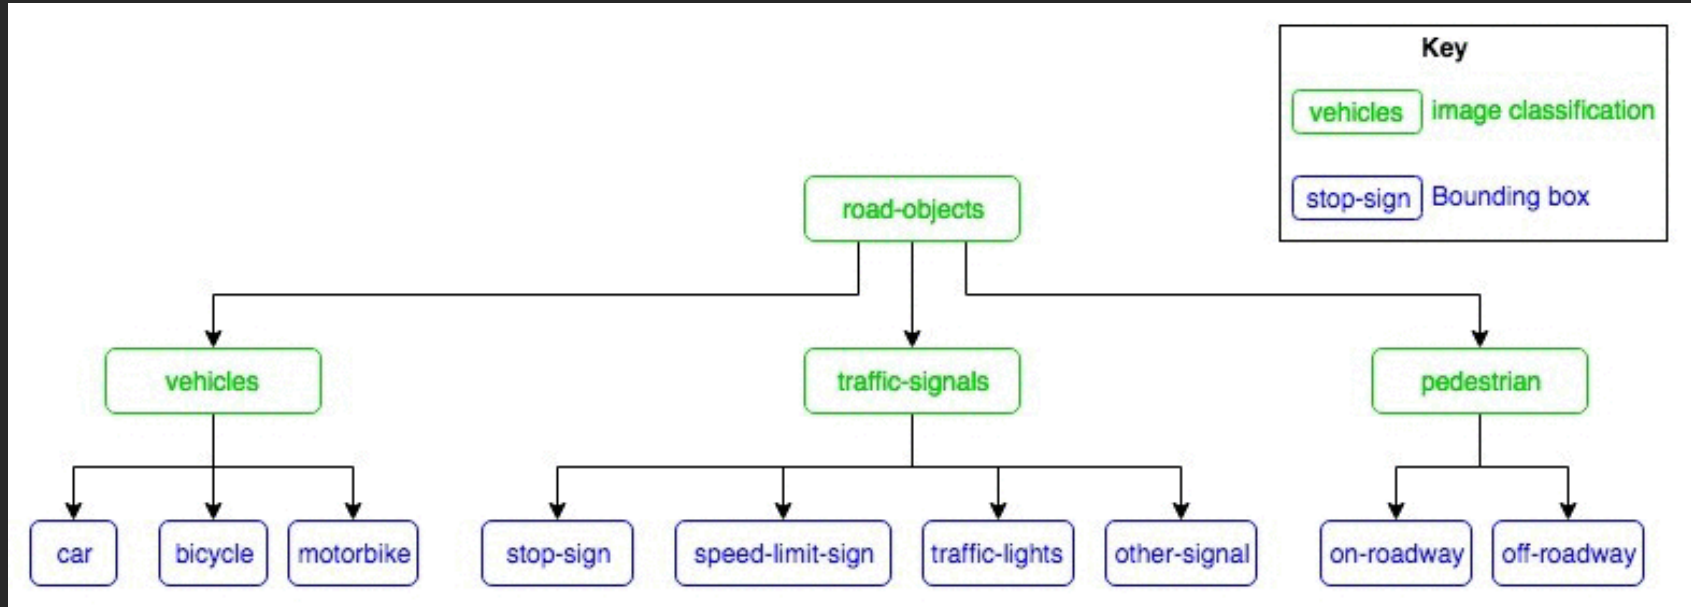 Key
vehicles image classification
stop-sign Bounding box
road-objects
vehicles traffic-signals pedestrian
car bicycle motorbike stop-sign speed-limit-sign traffic-lights other-signal on-roadway off-roadway